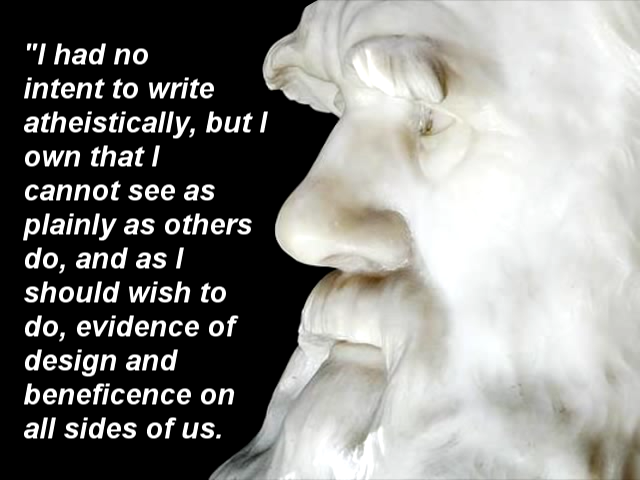 "I had no
intent to write
atheistically, but I
own that I
cannot see as
plainly as others
do, and as I
should wish to
do, evidence of
design and
beneficence on
all sides of us.